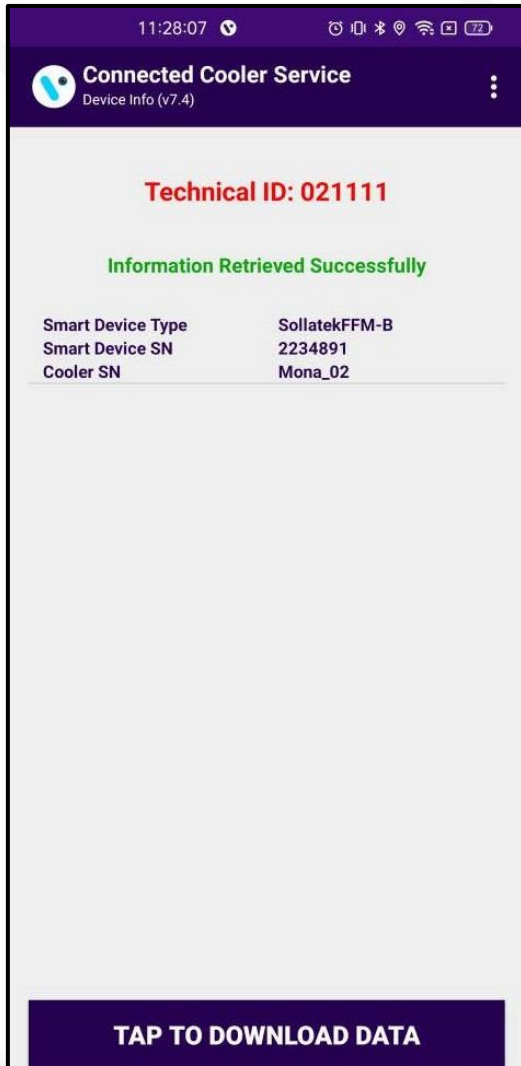 11:28:07
72
Connected Cooler Service
Device Info (v7.4)
Technical ID: 021111
Information Retrieved Successfully
Smart Device Type SollatekFFM-B
Smart Device SN 2234891
Cooler SN Mona_02
TAP TO DOWNLOAD DATA